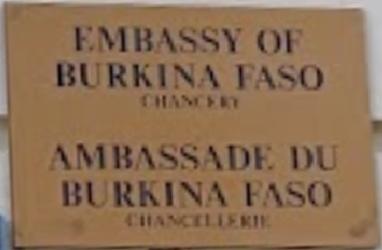 EMBASSY OF
BURKINA FASO
CHANCERY
AMBASSADE DU
BURKINA FASO
CHANCELLERIE